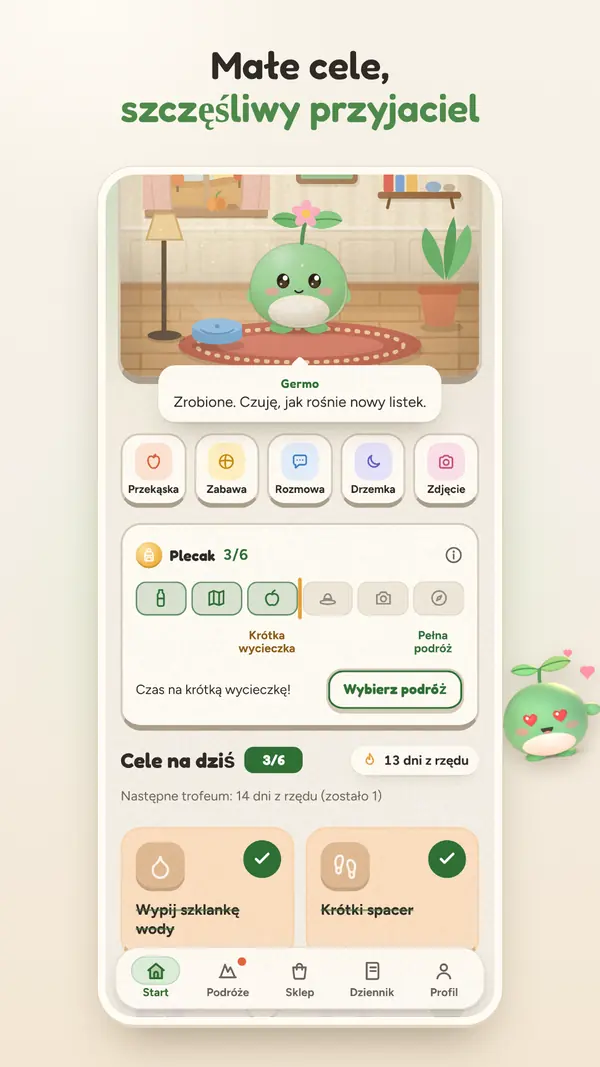 Małe cele,
szczęśliwy przyjaciel
Germo
Zrobione. Czuję, jak rośnie nowy listek.
Przekąska
Zabawa
Rozmowa
Drzemka
Zdjęcie
Plecak 3/6
Krótka
wycieczka
Pełna
podróż
Czas na krótką wycieczkę!
Wybierz podróż
Cele na dziś
3/6
13 dni z rzędu
Następne trofeum: 14 dni z rzędu (zostało 1)
Wypij szklankę
wody
Krótki spacer
Start
Podróże
Sklep
Dziennik
Profil